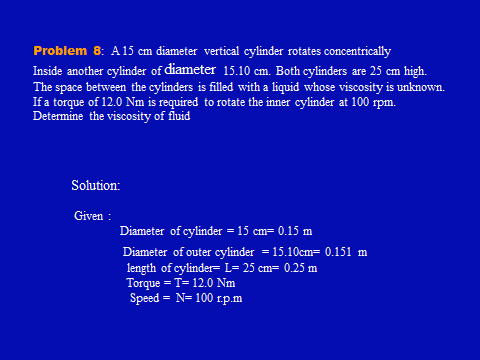 Problem 8: A 15 cm diameter vertical cylinder rotates concentrically
Inside another cylinder of diameter 15.10 cm. Both cylinders are 25 cm high.
The space between the cylinders is filled with a liquid whose viscosity is unknown.
If a torque of 12.0 Nm is required to rotate the inner cylinder at 100 rpm.
Determine the viscosity of fluid
Solution:
Given :
Diameter of cylinder = 15 cm= 0.15 m
Diameter of outer cylinder = 15.10cm= 0.151 m
length of cylinder= L= 25 cm= 0.25 m
Torque = T= 12.0 Nm
Speed = N= 100 r.p.m